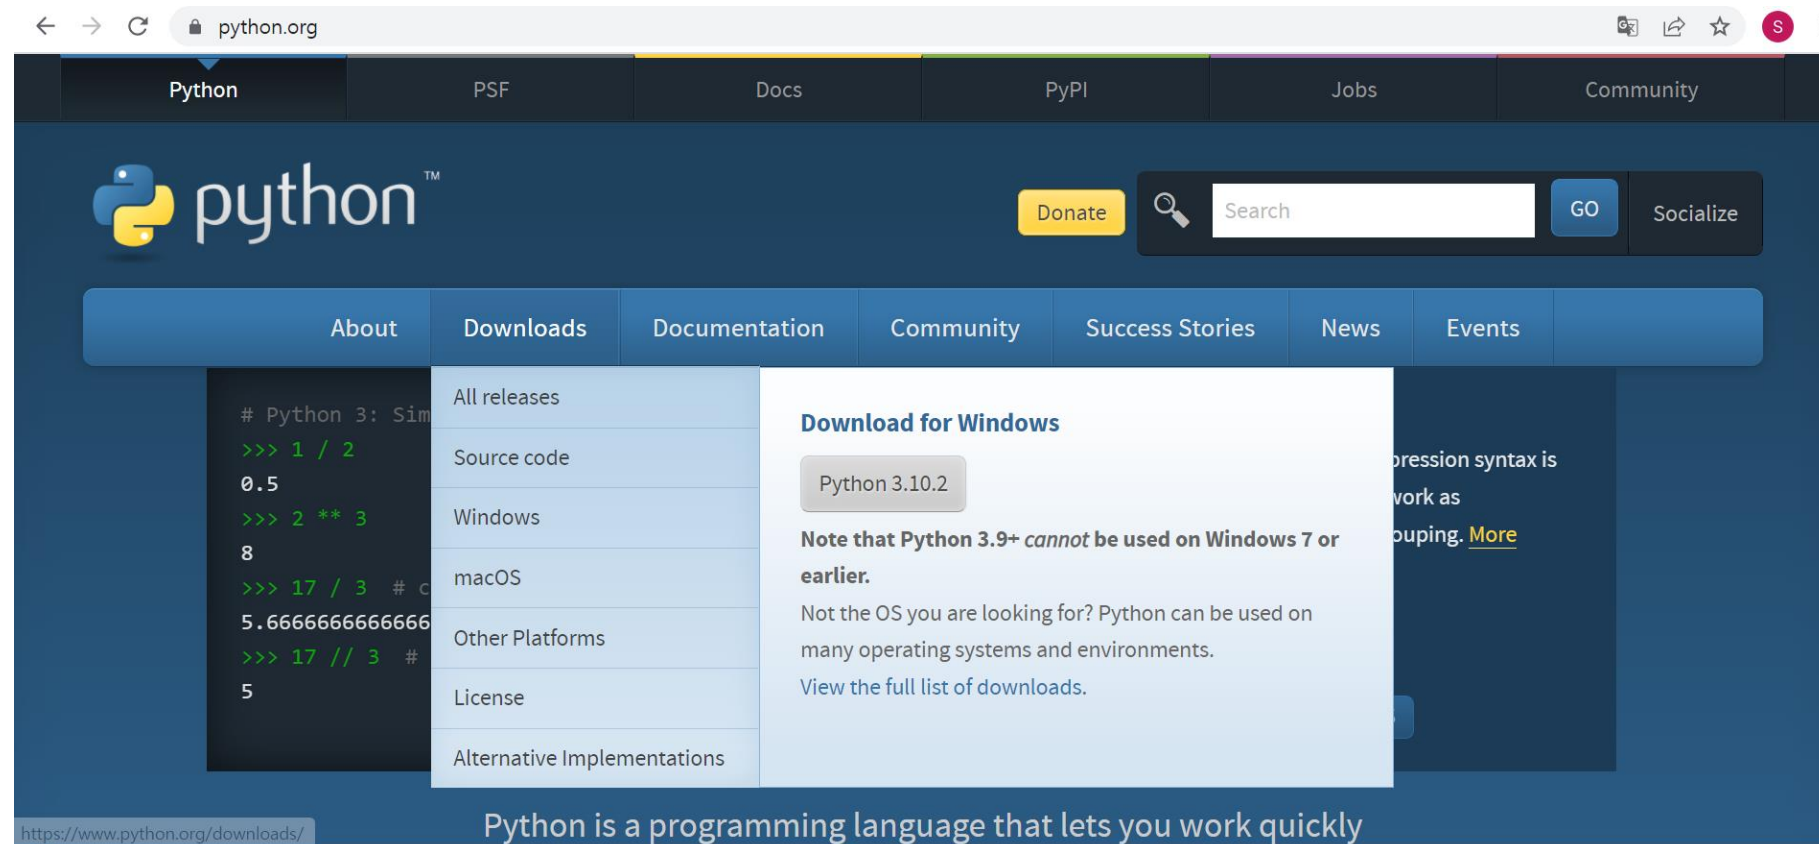 python.org
S
Python PSF Docs PyPI Jobs Community
python™
Donate Search GO Socialize
About Downloads Documentation Community Success Stories News Events
# Python 3: Sim
>>> 1 / 2
0.5
>>> 2 ** 3
8
>>> 17 / 3 # c
5.6666666666666
>>> 17 // 3 #
5
All releases
Source code
Windows
macOS
Other Platforms
License
Alternative Implementations
Download for Windows
Python 3.10.2
Note that Python 3.9+ cannot be used on Windows 7 or
earlier.
Not the OS you are looking for? Python can be used on
many operating systems and environments.
View the full list of downloads.
pression syntax is
work as
ouping. More
Python is a programming language that lets you work quickly
https://www.python.org/downloads/